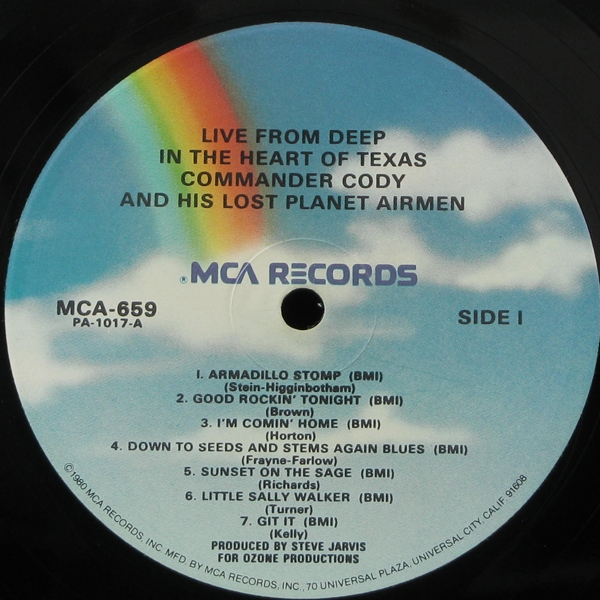 LIVE FROM DEEP
IN THE HEART OF TEXAS
COMMANDER CODY
AND HIS LOST PLANET AIRMEN
®MCA RECORDS
MCA-659
PA-1017-A
SIDE I
1. ARMADILLO STOMP (BMI)
(Stein-Higginbotham)
2. GOOD ROCKIN' TONIGHT (BMI)
(Brown)
3. I'M COMIN' HOME (BMI)
(Horton)
4. DOWN TO SEEDS AND STEMS AGAIN BLUES (BMI)
(Frayne-Farlow)
5. SUNSET ON THE SAGE (BMI)
(Richards)
6. LITTLE SALLY WALKER (BMI)
(Turner)
7. GIT IT (BMI)
(Kelly)
PRODUCED BY STEVE JARVIS
FOR OZONE PRODUCTIONS
©1980 MCA RECORDS, INC. MFD. BY MCA RECORDS, INC., 70 UNIVERSAL PLAZA, UNIVERSAL CITY, CALIF. 91608